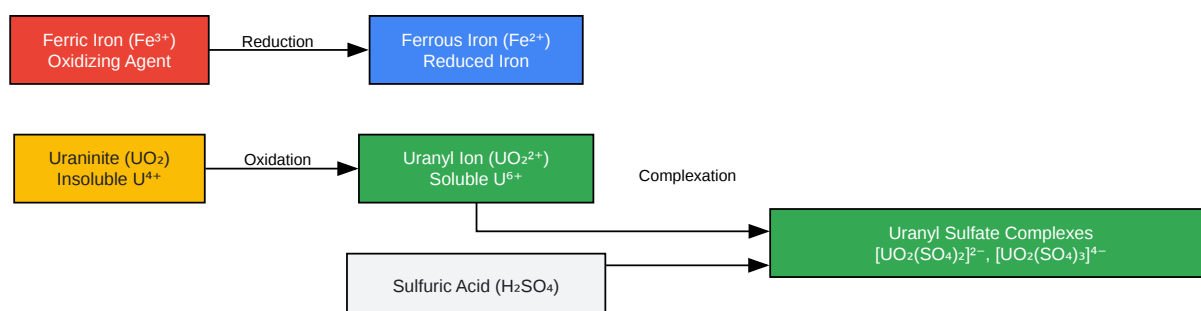 Ferric Iron (Fe³⁺)
Oxidizing Agent
Reduction
Ferrous Iron (Fe²⁺)
Reduced Iron
Uraninite (UO₂)
Insoluble U⁴⁺
Oxidation
Uranyl Ion (UO₂²⁺)
Soluble U⁶⁺
Complexation
Uranyl Sulfate Complexes
[UO₂(SO₄)₂]²⁻, [UO₂(SO₄)₃]⁴⁻
Sulfuric Acid (H₂SO₄)